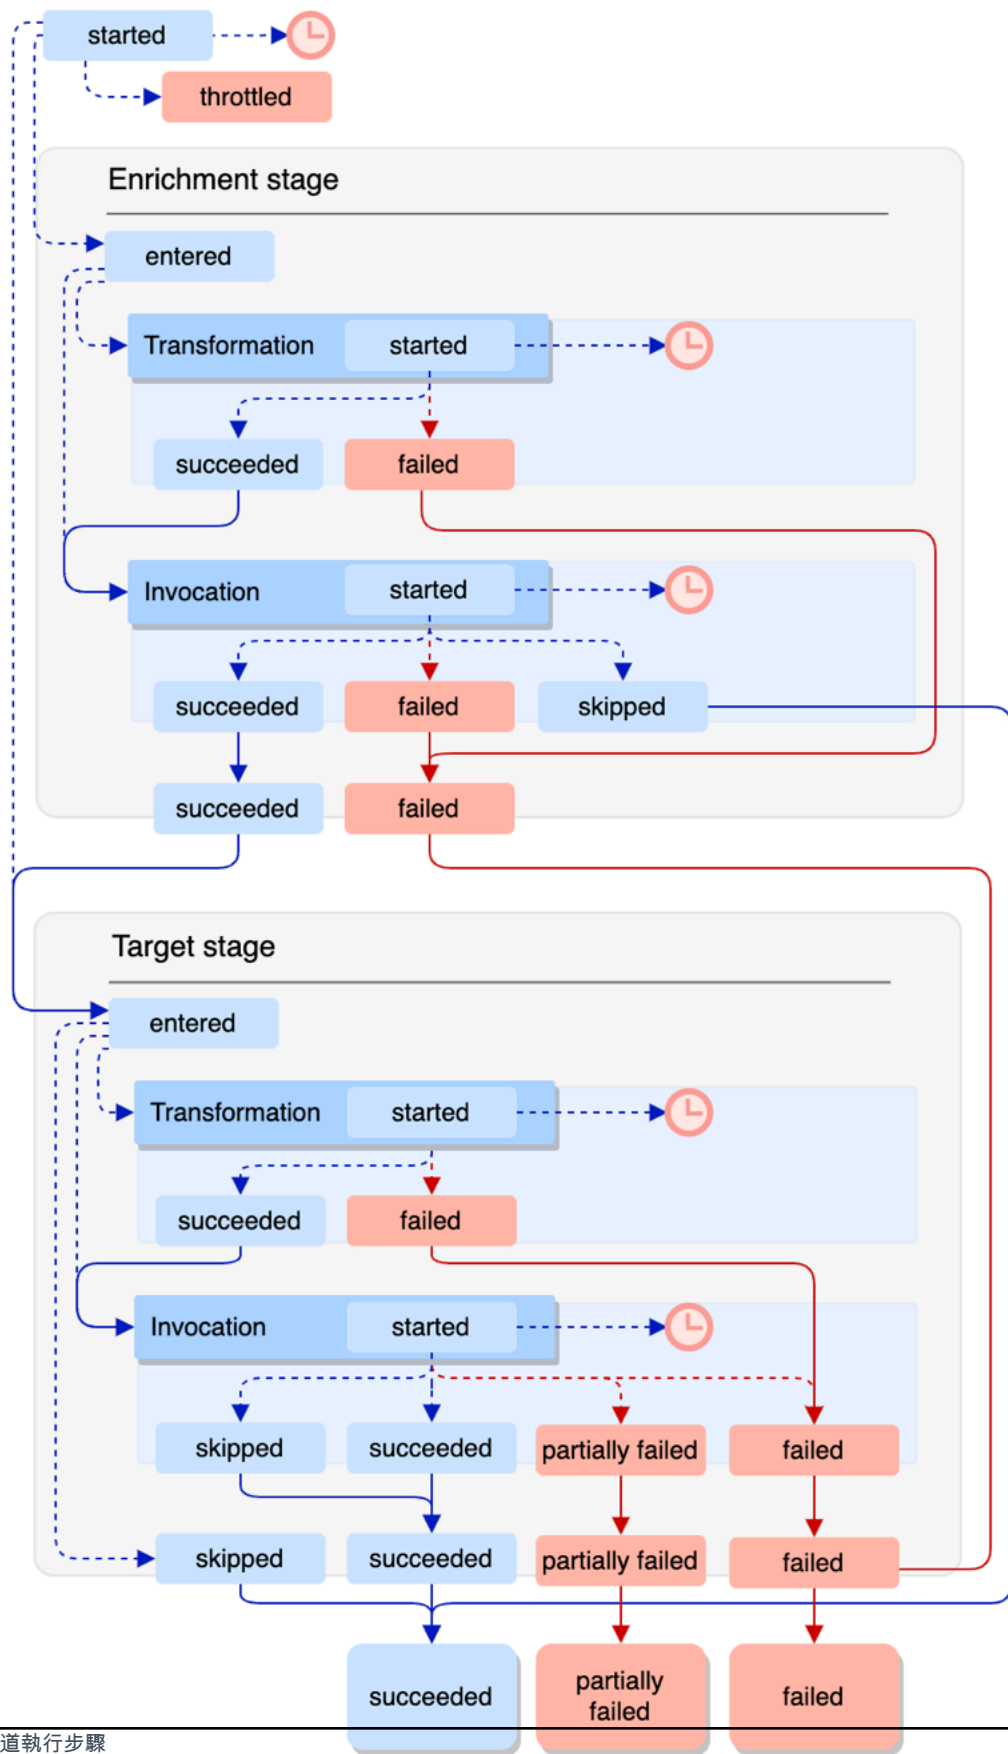 started
throttled
Enrichment stage
entered
Transformation started
succeeded failed
Invocation started
succeeded failed skipped
succeeded failed
Target stage
entered
Transformation started
succeeded failed
Invocation started
skipped succeeded partially failed failed
skipped succeeded partially failed failed
succeeded partially failed failed
道執行步驟